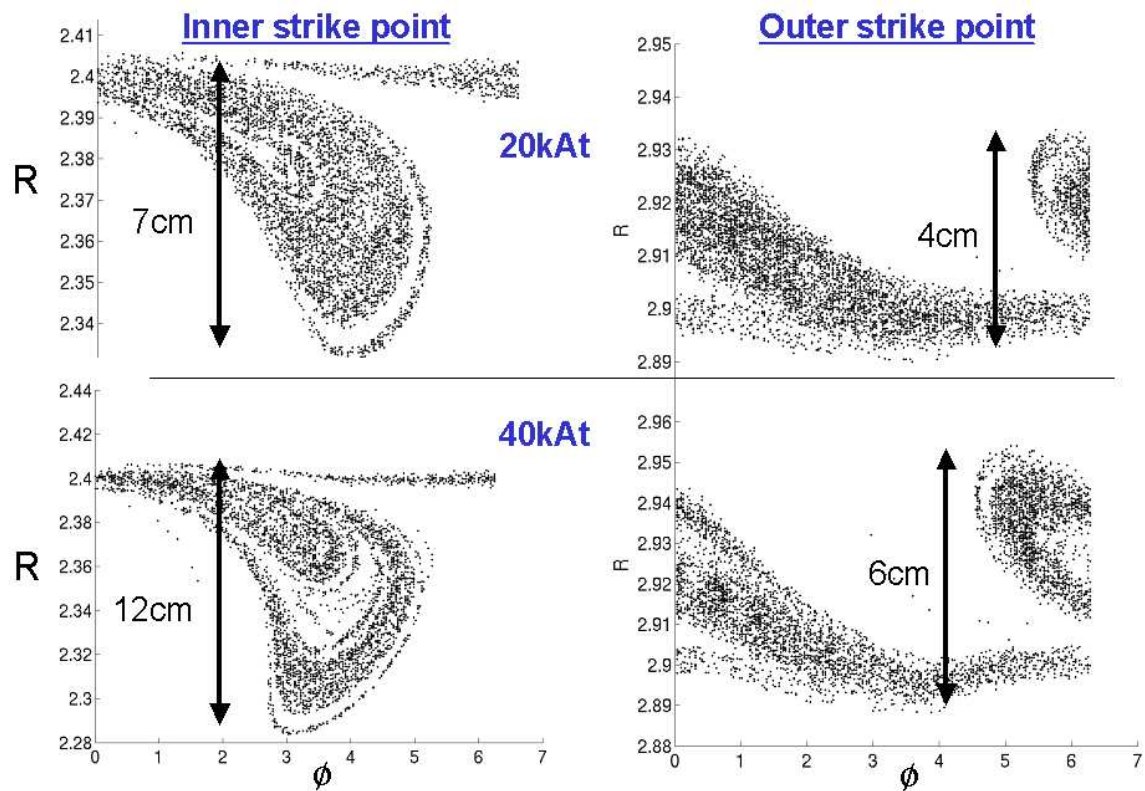 Inner strike point
Outer strike point
2.41
2.4
2.39
2.38
2.37
2.36
2.35
2.34
R
7cm
20kAt
2.95
2.94
2.93
2.92
2.91
2.9
2.89
R
4cm
2.44
2.42
2.4
2.38
2.36
2.34
2.32
2.3
2.28
R
12cm
40kAt
0 1 2 3 4 5 6 7
ϕ
2.96
2.95
2.94
2.93
2.92
2.91
2.9
2.89
2.88
R
6cm
0 1 2 3 4 5 6 7
ϕ